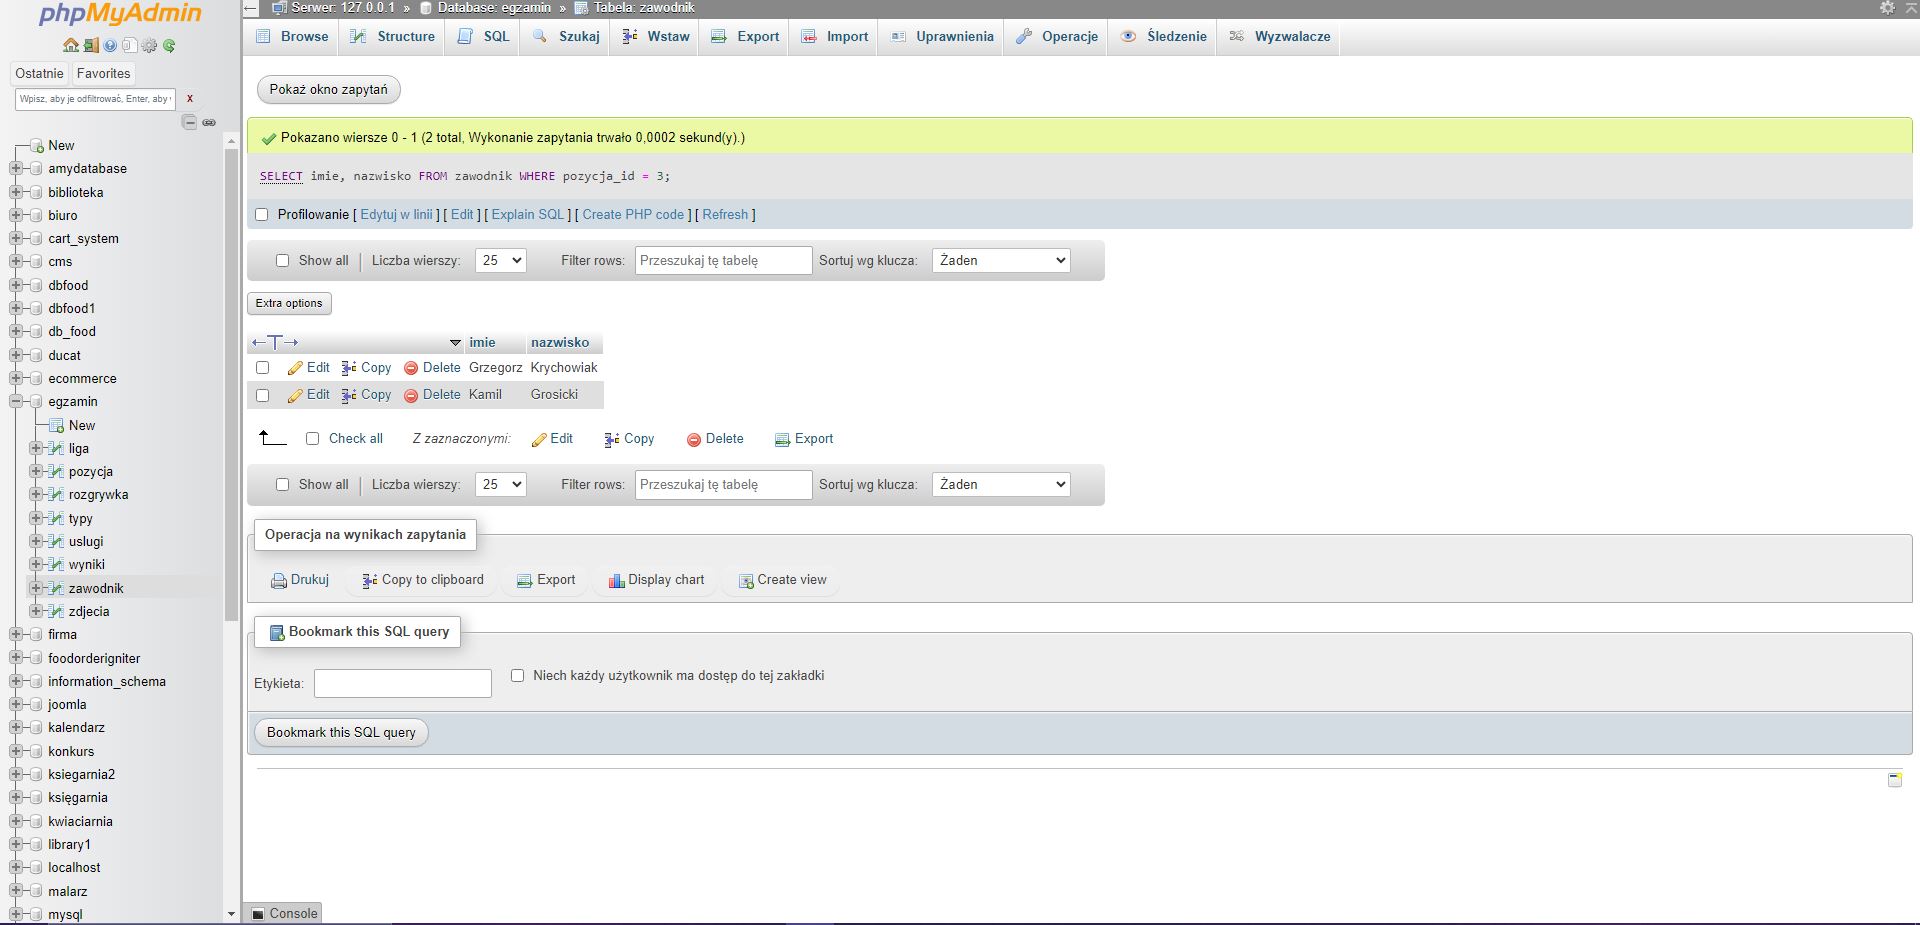 phpMyAdmin
Ostatnie Favorites
Wpisz, aby je odfiltrować, Enter, aby X
New
amydatabase
biblioteka
biuro
cart_system
cms
dbfood
dbfood1
db_food
ducat
ecommerce
egzamin
New
liga
pozycja
rozgrywka
typy
uslugi
wyniki
zawodnik
zdjecia
firma
foodorderigniter
information_schema
joomla
kalendarz
konkurs
ksiegarnia2
księgarnia
kwiaciarnia
library1
localhost
malarz
mysql
Serwer: 127.0.0.1 » Database: egzamin » Tabela: zawodnik
Browse Structure SQL Szukaj Wstaw Export Import Uprawnienia Operacje Śledzenie Wyzwalacze
Pokaż okno zapytań
Pokazano wiersze 0 - 1 (2 total, Wykonanie zapytania trwało 0,0002 sekund(y).)
SELECT imie, nazwisko FROM zawodnik WHERE pozycja_id = 3;
Profilowanie [ Edytuj w linii ] [ Edit ] [ Explain SQL ] [ Create PHP code ] [ Refresh ]
Show all | Liczba wierszy: 25 Filter rows: Przeszukaj tę tabelę Sortuj wg klucza: Żaden
Extra options
←T→ imie nazwisko
Edit Copy Delete Grzegorz Krychowiak
Edit Copy Delete Kamil Grosicki
Check all Z zaznaczonymi: Edit Copy Delete Export
Show all | Liczba wierszy: 25 Filter rows: Przeszukaj tę tabelę Sortuj wg klucza: Żaden
Operacja na wynikach zapytania
Drukuj Copy to clipboard Export Display chart Create view
Bookmark this SQL query
Etykieta: Niech każdy użytkownik ma dostęp do tej zakładki
Bookmark this SQL query
Console